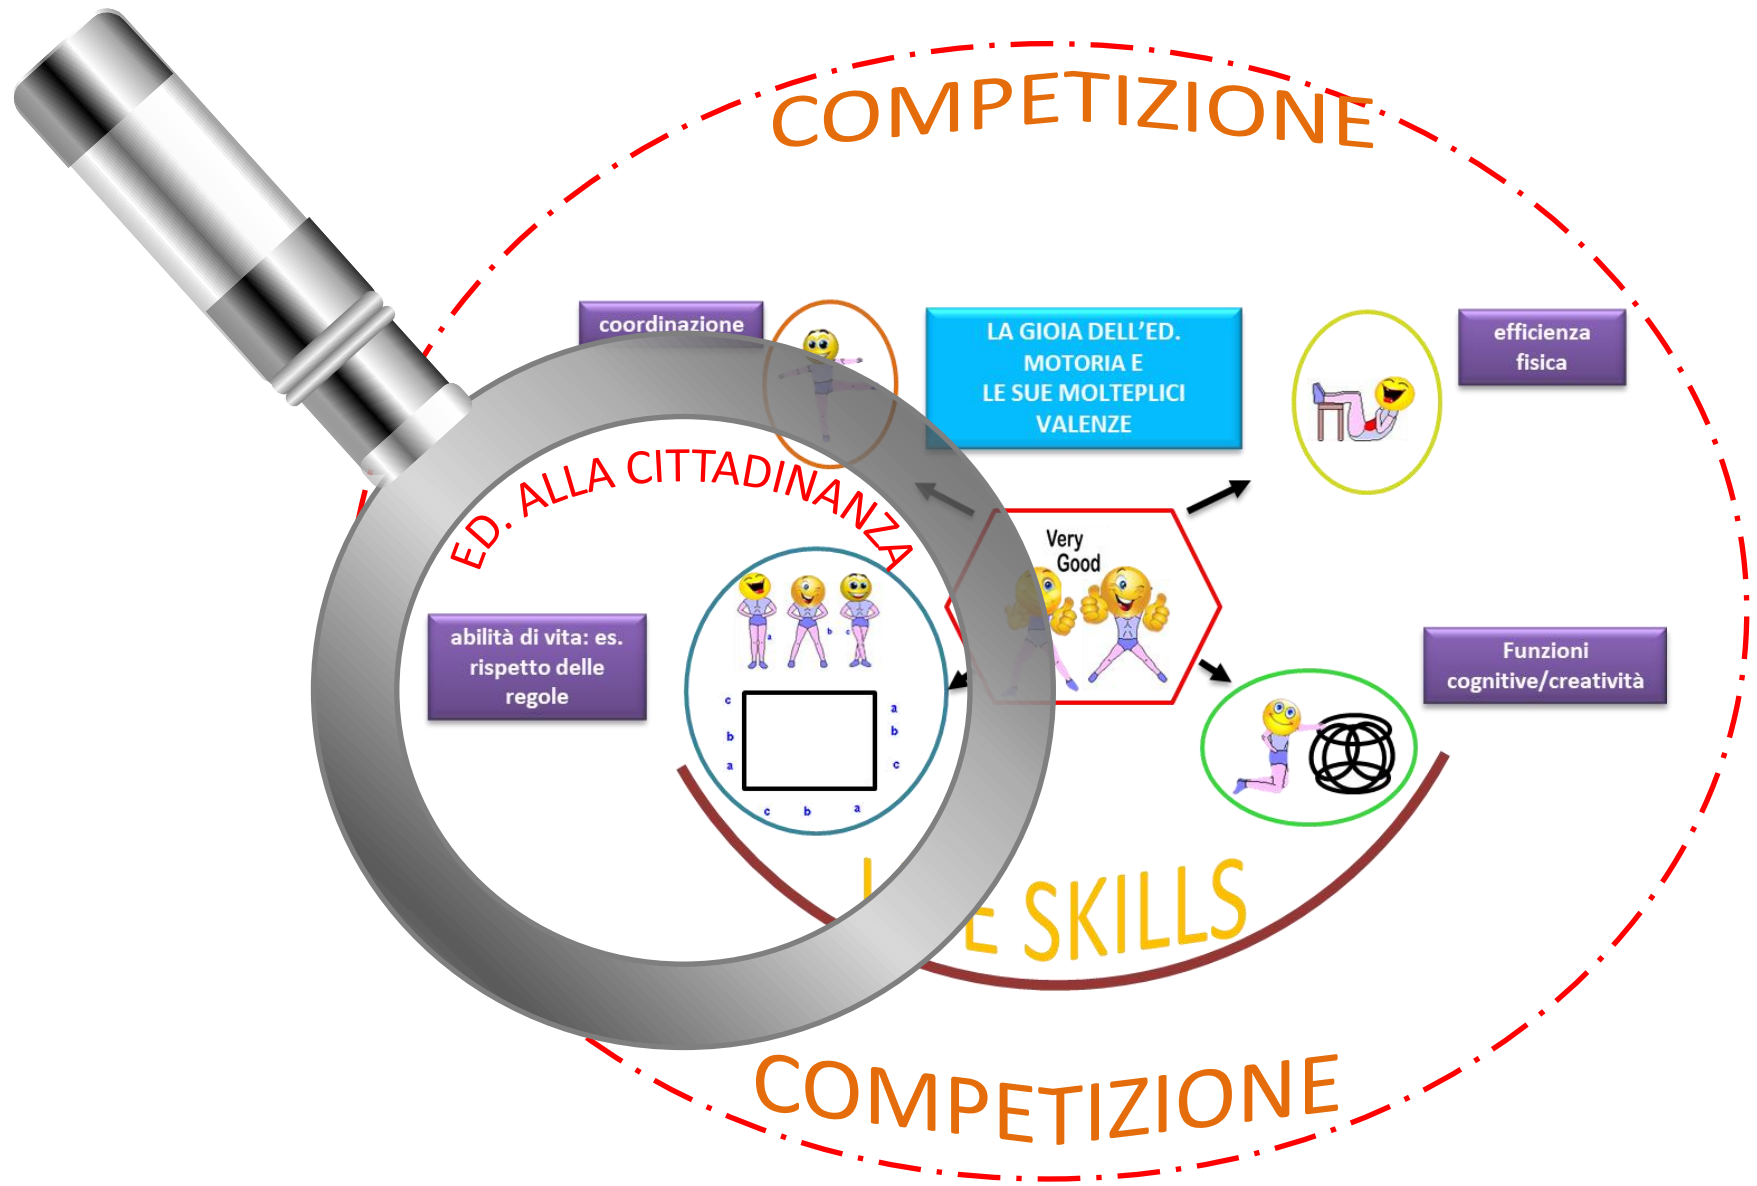 COMPETIZIONE
coordinazione
LA GIOIA DELL'ED.
MOTORIA E
LE SUE MOLTEPLICI
VALENZE
efficienza
fisica
ED. ALLA CITTADINANZA
Very
Good
a b c
abilità di vita: es.
rispetto delle
regole
Funzioni
cognitive/creatività
c a
b b
a c
c b a
SKILLS
COMPETIZIONE